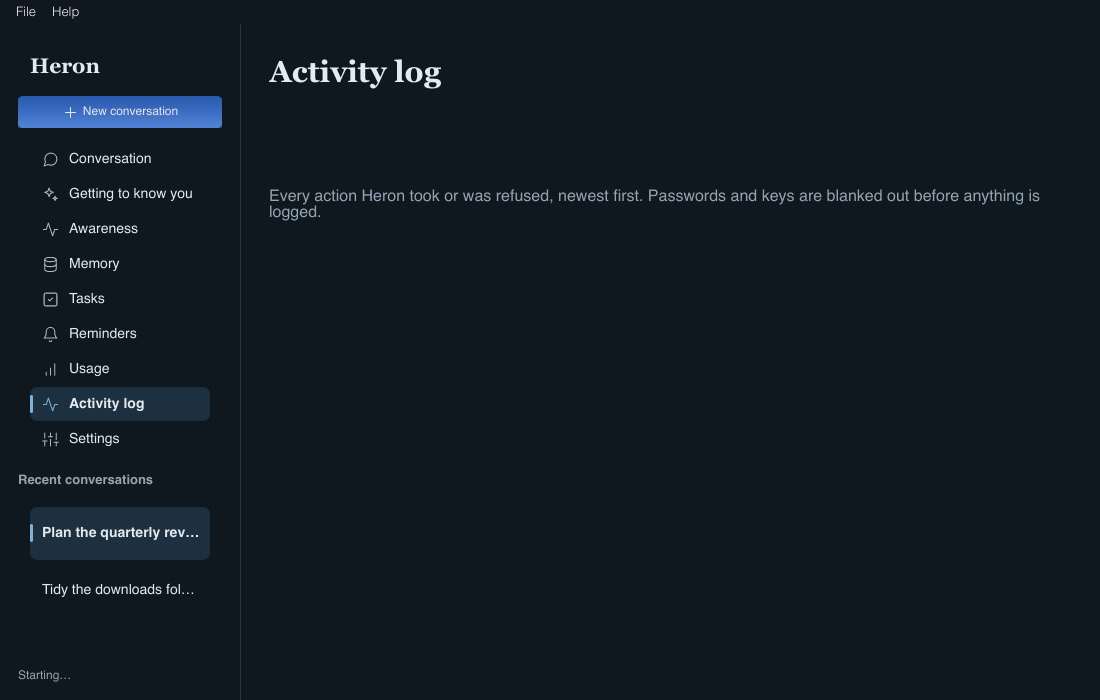 File Help
Heron
New conversation
Conversation
Getting to know you
Awareness
Memory
Tasks
Reminders
Usage
Activity log
Settings
Recent conversations
Plan the quarterly rev…
Tidy the downloads fol…
Starting…
Activity log
Every action Heron took or was refused, newest first. Passwords and keys are blanked out before anything is
logged.